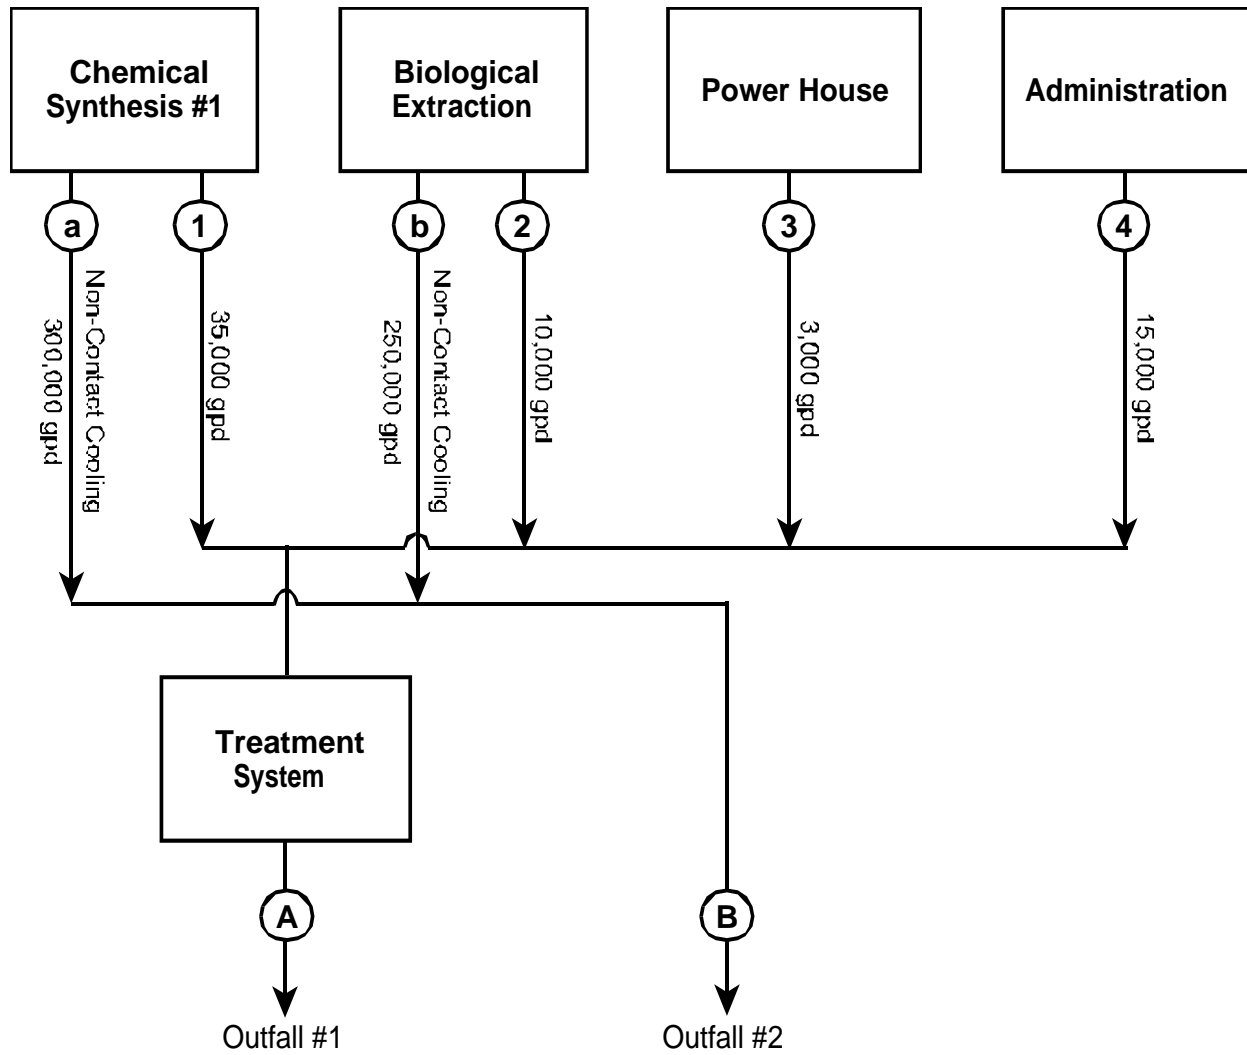 Chemical
Synthesis #1
Biological
Extraction
Power House
Administration
a
1
b
2
3
4
Non-Contact Cooling
300,000 gpd
35,000 gpd
Non-Contact Cooling
250,000 gpd
10,000 gpd
3,000 gpd
15,000 gpd
Treatment
System
A
B
Outfall #1
Outfall #2